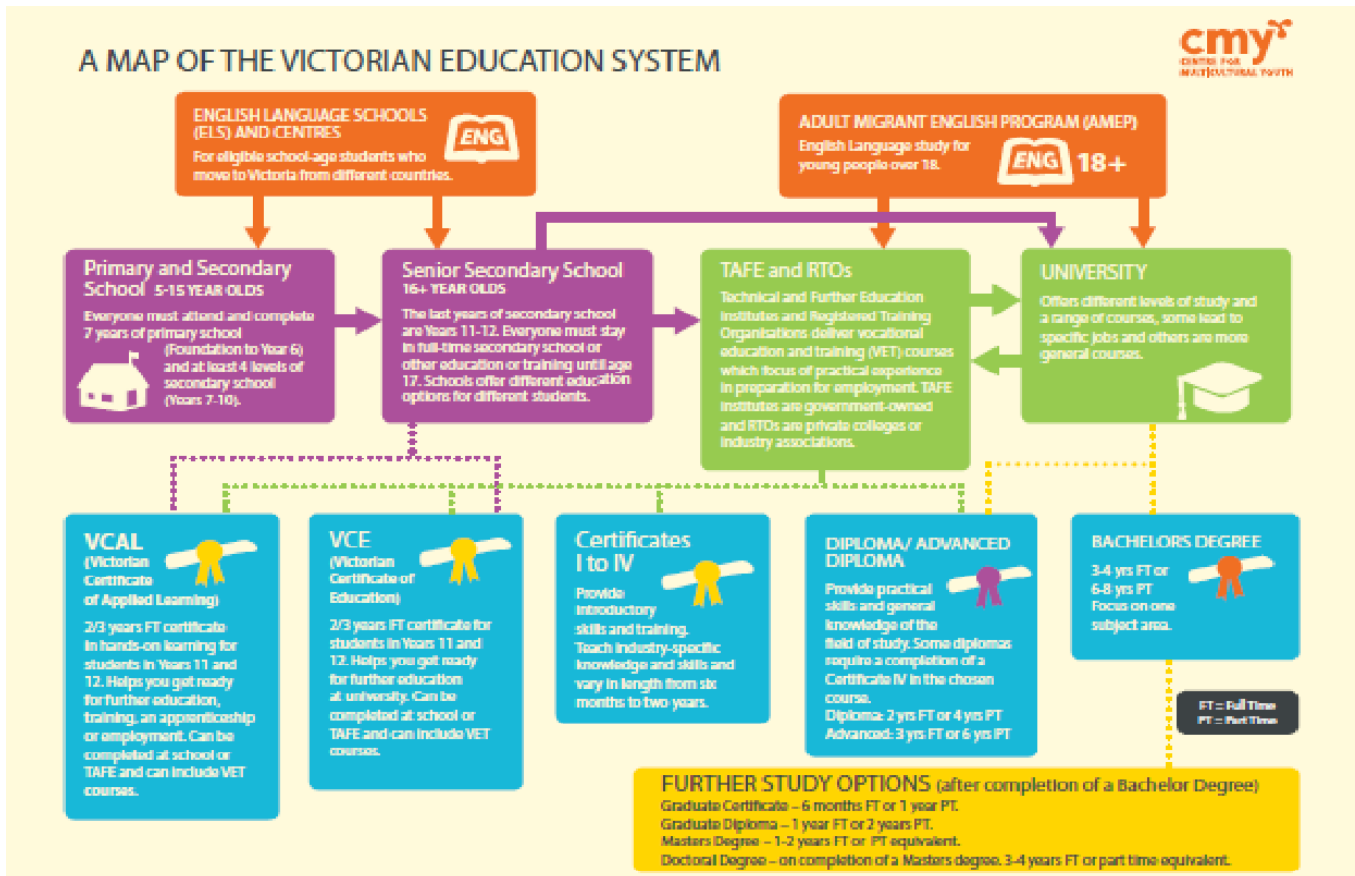 A MAP OF THE VICTORIAN EDUCATION SYSTEM
cmy
CENTRE FOR
MULTICULTURAL YOUTH
ENGLISH LANGUAGE SCHOOLS
(ELS) AND CENTRES
For eligible school-age students who
move to Victoria from different countries.
ENG
ADULT MIGRANT ENGLISH PROGRAM (AMEP)
English Language study for
young people over 18.
ENG
18+
Primary and Secondary
School 5-15 YEAR OLDS
Everyone must attend and complete
7 years of primary school
(Foundation to Year 6)
and at least 4 levels of
secondary school
(Years 7-10).
Senior Secondary School
16+ YEAR OLDS
The last years of secondary school
are Years 11-12. Everyone must stay
in full-time secondary school or
other education or training until age
17. Schools offer different education
options for different students.
TAFE and RTOs
Technical and Further Education
Institutes and Registered Training
Organisations deliver vocational
education and training (VET) courses
which focus of practical experience
in preparation for employment. TAFE
institutes are government-owned
and RTOs are private colleges or
industry associations.
UNIVERSITY
Offers different levels of study and
a range of courses, some lead to
specific jobs and others are more
general courses.
VCAL
(Victorian
Certificate
of Applied Learning)
2/3 years FT certificate
in hands-on learning for
students in Years 11 and
12. Helps you get ready
for further education,
training, an apprenticeship
or employment. Can be
completed at school or
TAFE and can include VET
courses.
VCE
(Victorian
Certificate of
Education)
2/3 years FT certificate for
students in Years 11 and
12. Helps you get ready
for further education
at university. Can be
completed at school or
TAFE and can include VET
courses.
Certificates
I to IV
Provide
introductory
skills and training.
Teach industry-specific
knowledge and skills and
vary in length from six
months to two years.
DIPLOMA/ ADVANCED
DIPLOMA
Provide practical
skills and general
knowledge of the
field of study. Some diplomas
require a completion of a
Certificate IV in the chosen
course.
Diploma: 2 yrs FT or 4 yrs PT
Advanced: 3 yrs FT or 6 yrs PT
BACHELORS DEGREE
3-4 yrs FT or
6-8 yrs PT
Focus on one
subject area.
FT = Full Time
PT = Part Time
FURTHER STUDY OPTIONS (after completion of a Bachelor Degree)
Graduate Certificate – 6 months FT or 1 year PT.
Graduate Diploma – 1 year FT or 2 years PT.
Masters Degree – 1-2 years FT or PT equivalent.
Doctoral Degree – on completion of a Masters degree. 3-4 years FT or part time equivalent.